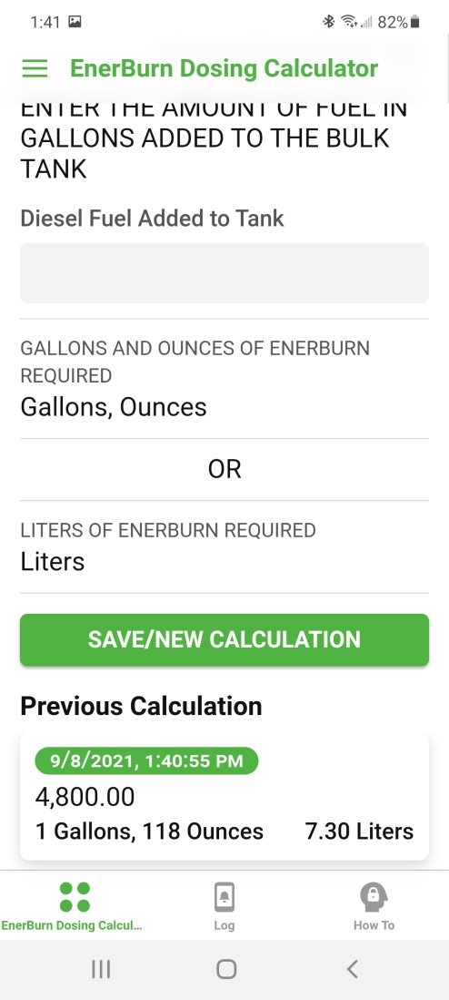 1:41
82%
EnerBurn Dosing Calculator
ENTER THE AMOUNT OF FUEL IN
GALLONS ADDED TO THE BULK
TANK
Diesel Fuel Added to Tank
GALLONS AND OUNCES OF ENERBURN
REQUIRED
Gallons, Ounces
OR
LITERS OF ENERBURN REQUIRED
Liters
SAVE/NEW CALCULATION
Previous Calculation
9/8/2021, 1:40:55 PM
4,800.00
1 Gallons, 118 Ounces 7.30 Liters
EnerBurn Dosing Calcul... Log How To